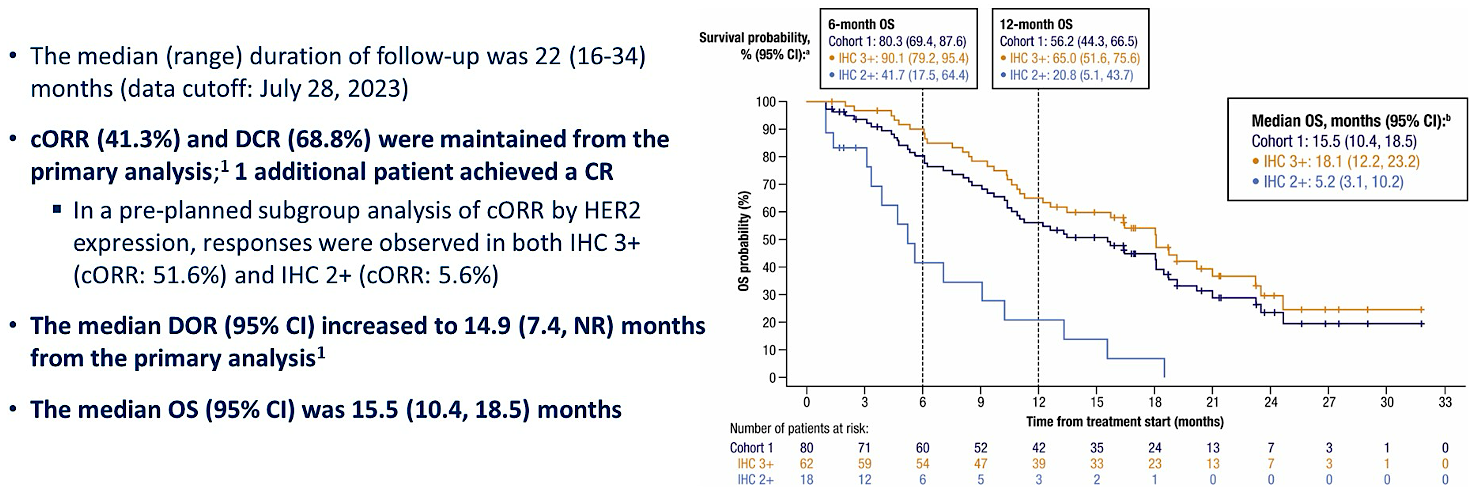 • The median (range) duration of follow-up was 22 (16-34)
months (data cutoff: July 28, 2023)
• cORR (41.3%) and DCR (68.8%) were maintained from the
primary analysis;¹ 1 additional patient achieved a CR
▪ In a pre-planned subgroup analysis of cORR by HER2
expression, responses were observed in both IHC 3+
(cORR: 51.6%) and IHC 2+ (cORR: 5.6%)
• The median DOR (95% CI) increased to 14.9 (7.4, NR) months
from the primary analysis¹
• The median OS (95% CI) was 15.5 (10.4, 18.5) months
Survival probability,
% (95% CI):ᵃ
6-month OS
Cohort 1: 80.3 (69.4, 87.6)
• IHC 3+: 90.1 (79.2, 95.4)
• IHC 2+: 41.7 (17.5, 64.4)
12-month OS
Cohort 1: 56.2 (44.3, 66.5)
• IHC 3+: 65.0 (51.6, 75.6)
• IHC 2+: 20.8 (5.1, 43.7)
Median OS, months (95% CI):ᵇ
Cohort 1: 15.5 (10.4, 18.5)
• IHC 3+: 18.1 (12.2, 23.2)
• IHC 2+: 5.2 (3.1, 10.2)
OS probability (%)
100
90
80
70
60
50
40
30
20
10
0
0 3 6 9 12 15 18 21 24 27 30 33
Time from treatment start (months)
Number of patients at risk:
Cohort 1 80 71 60 52 42 35 24 13 7 3 1 0
IHC 3+ 62 59 54 47 39 33 23 13 7 3 1 0
IHC 2+ 18 12 6 5 3 2 1 0 0 0 0 0